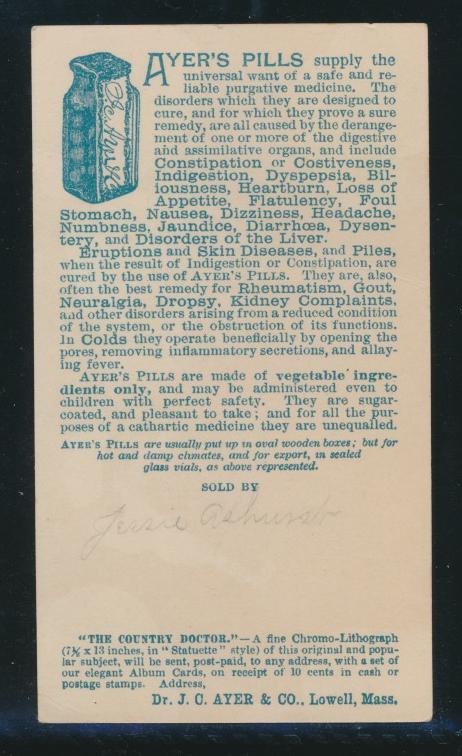 AYER'S PILLS supply the
universal want of a safe and re-
liable purgative medicine. The
disorders which they are designed to
cure, and for which they prove a sure
remedy, are all caused by the derange-
ment of one or more of the digestive
and assimilative organs, and include
Constipation or Costiveness,
Indigestion, Dyspepsia, Bil-
iousness, Heartburn, Loss of
Appetite, Flatulency, Foul
Stomach, Nausea, Dizziness, Headache,
Numbness, Jaundice, Diarrhœa, Dysen-
tery, and Disorders of the Liver.
Eruptions and Skin Diseases, and Piles,
when the result of Indigestion or Constipation, are
cured by the use of AYER'S PILLS. They are, also,
often the best remedy for Rheumatism, Gout,
Neuralgia, Dropsy, Kidney Complaints,
and other disorders arising from a reduced condition
of the system, or the obstruction of its functions.
In Colds they operate beneficially by opening the
pores, removing inflammatory secretions, and allay-
ing fever.
AYER'S PILLS are made of vegetable ingre-
dients only, and may be administered even to
children with perfect safety. They are sugar-
coated, and pleasant to take; and for all the pur-
poses of a cathartic medicine they are unequalled.
AYER'S PILLS are usually put up in oval wooden boxes; but for
hot and damp climates, and for export, in sealed
glass vials, as above represented.
SOLD BY
Jessie Ashurst
"THE COUNTRY DOCTOR."—A fine Chromo-Lithograph
(7½ x 13 inches, in "Statuette" style) of this original and popu-
lar subject, will be sent, post-paid, to any address, with a set of
our elegant Album Cards, on receipt of 10 cents in cash or
postage stamps. Address,
Dr. J. C. AYER & CO., Lowell, Mass.